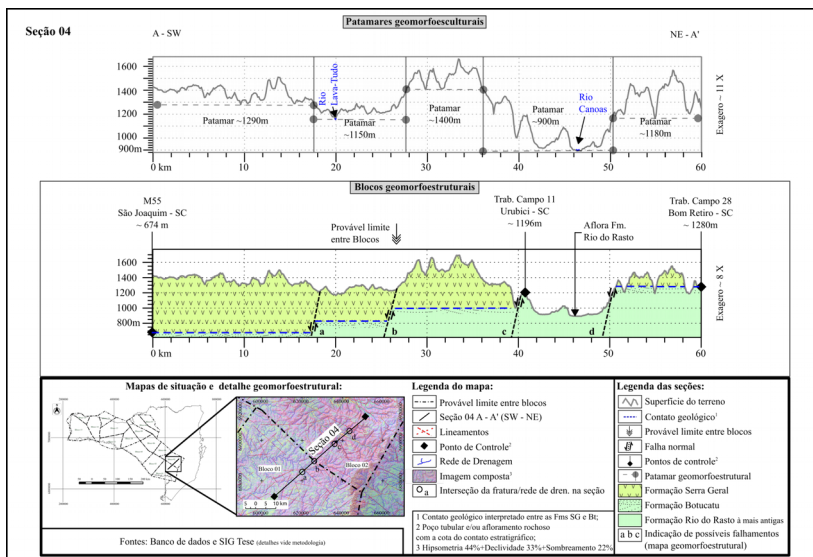 Patamares geomorfoesculturais
Seção 04
A - SW
NE - A'
1600
1400
1200
1000
900m
Rio
Lava-Tudo
Rio
Canoas
Patamar ~1290m
Patamar
~1150m
Patamar
~1400m
Patamar
~900m
Patamar
~1180m
Exagero ~ 11 X
0 km
10
20
30
40
50
60
Blocos geomorfoestruturais
M55
São Joaquim - SC
~ 674 m
Provável limite
entre Blocos
Trab. Campo 11
Urubici - SC
~ 1196m
Aflora Fm.
Rio do Rasto
Trab. Campo 28
Bom Retiro - SC
~ 1280m
1600
1400
1200
1000
800m
a
b
c
d
Exagero ~ 8 X
0 km
10
20
30
40
50
60
Mapas de situação e detalhe geomorfoestrutural:
Seção 04
Bloco 01
Bloco 02
a
b
d
5 0 10 km
Fontes: Banco de dados e SIG Tese (detalhes vide metodologia)
Legenda do mapa:
Provável limite entre blocos
Seção 04 A - A' (SW - NE)
Lineamentos
Ponto de Controle²
Rede de Drenagem
Imagem composta³
a Interseção da fratura/rede de dren. na seção
1 Contato geológico interpretado entre as Fms SG e Bt;
2 Poço tubular e/ou afloramento rochoso
com a cota do contato estratigráfico;
3 Hipsometria 44%+Declividade 33%+Sombreamento 22%
Legenda das seções:
Superfície do terreno
Contato geológico¹
Provável limite entre blocos
Falha normal
Pontos de controle²
Patamar geomorfoestrutural
Formação Serra Geral
Formação Botucatu
Formação Rio do Rasto à mais antigas
a b c Indicação de possíveis falhamentos
(mapa geomorfoestrutural)